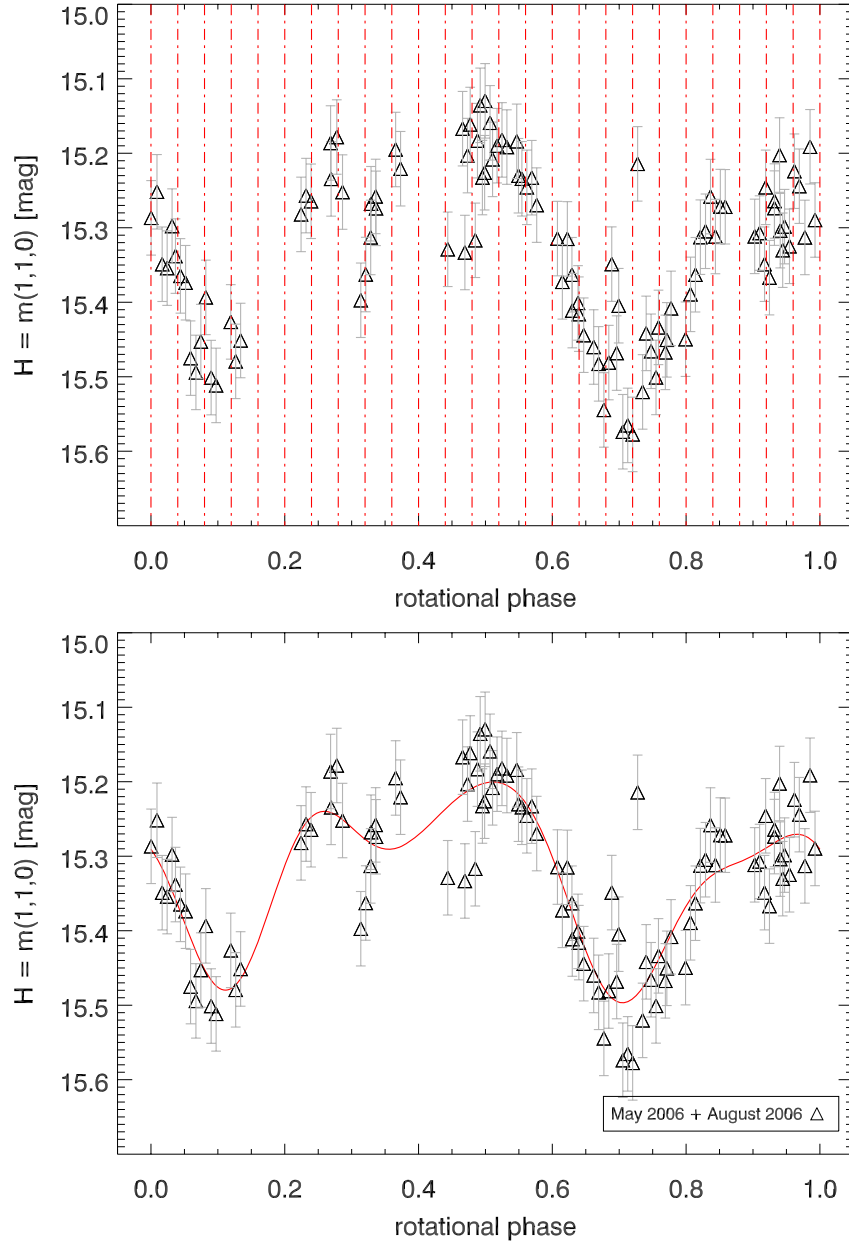 15.0
15.1
15.2
15.3
15.4
15.5
15.6
H = m(1,1,0) [mag]
0.0 0.2 0.4 0.6 0.8 1.0
rotational phase
15.0
15.1
15.2
15.3
15.4
15.5
15.6
H = m(1,1,0) [mag]
May 2006 + August 2006
0.0 0.2 0.4 0.6 0.8 1.0
rotational phase